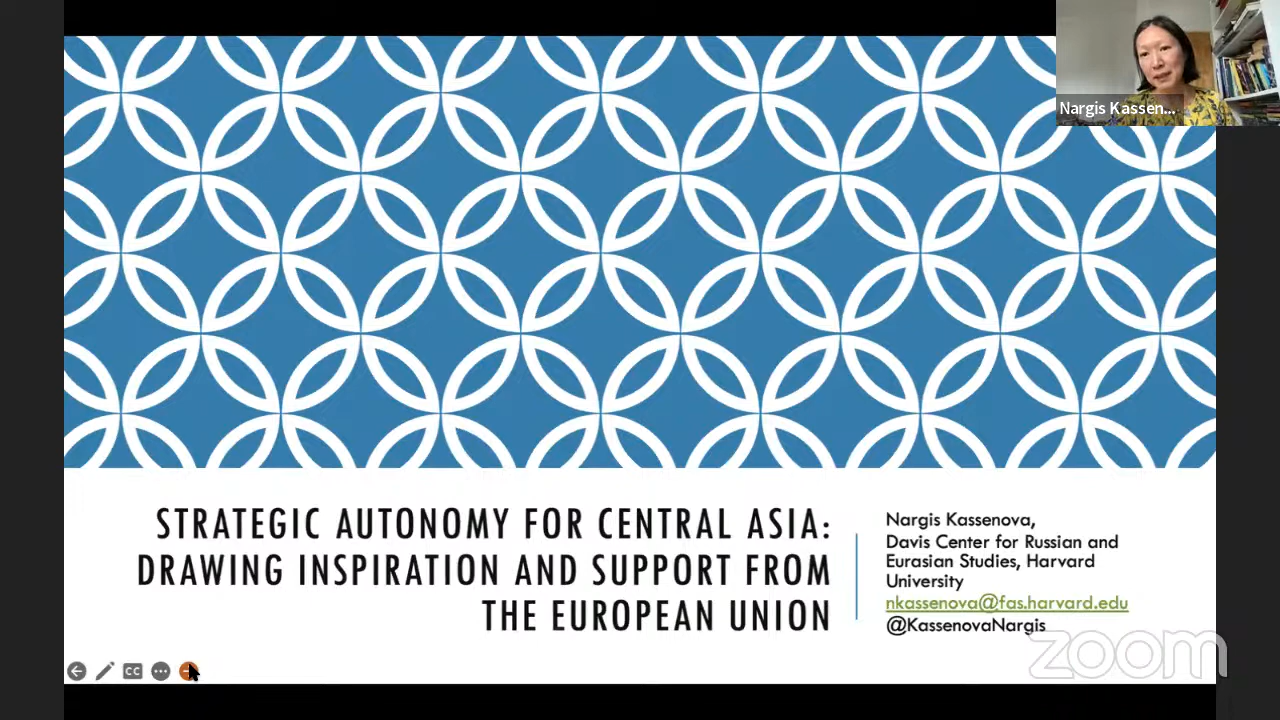 Nargis Kassen...
STRATEGIC AUTONOMY FOR CENTRAL ASIA:
DRAWING INSPIRATION AND SUPPORT FROM
THE EUROPEAN UNION
Nargis Kassenova,
Davis Center for Russian and
Eurasian Studies, Harvard
University
nkassenova@fas.harvard.edu
@KassenovaNargis
CC
zoom